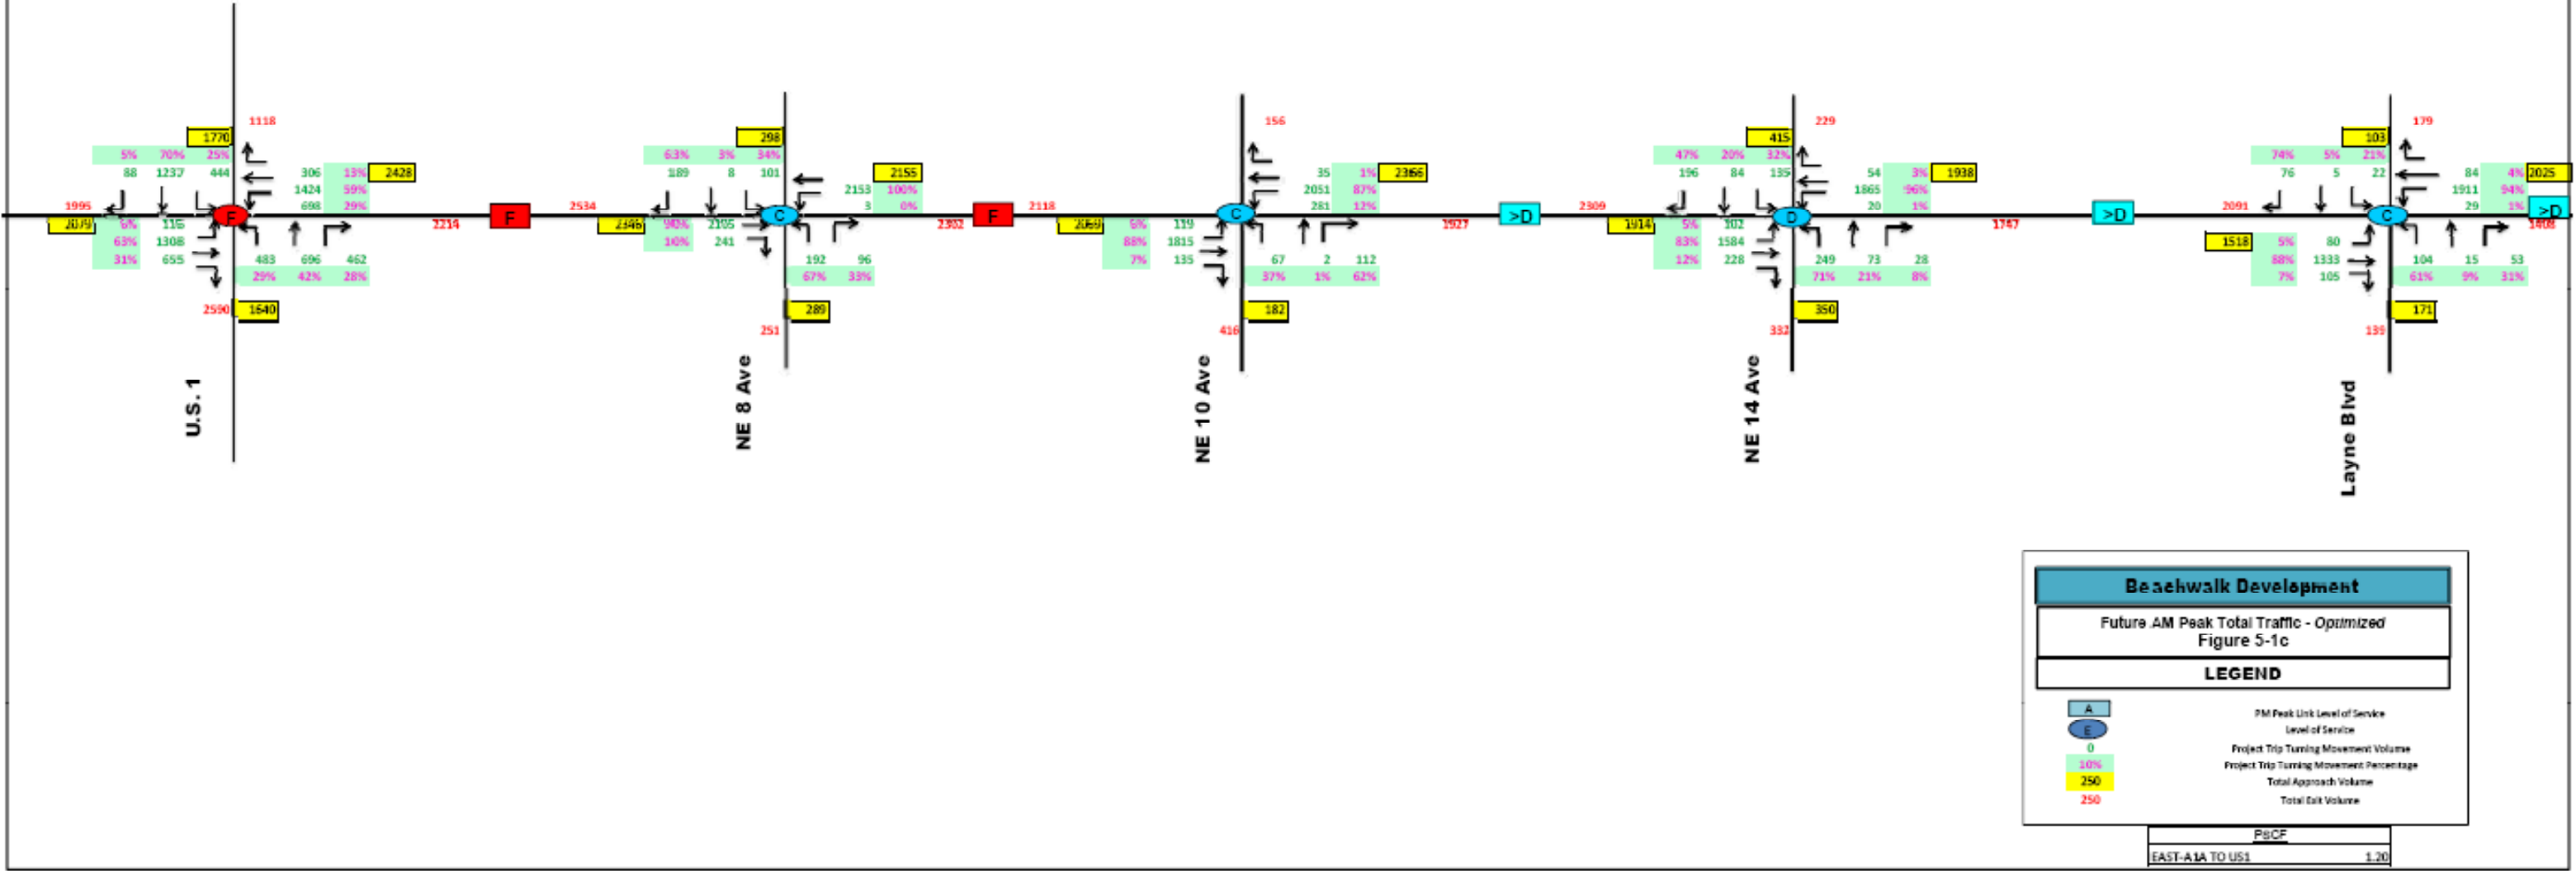 1118 156 229 179
1770 298 415 103
5% 70% 25% 63% 3% 34% 47% 20% 32% 74% 5% 21%
88 1237 444 306 13% 2428 189 8 101 2155 35 1% 2366 196 84 135 54 3% 1938 76 5 22 84 4% 2025
1424 59% 2153 100% 2051 87% 1865 96% 1911 94%
1995 F 698 29% F 2534 C 3 0% F 2118 C 281 12% >D 2309 D 20 1% >D 2091 C 29 1% >D
2079 6% 116 2214 2346 90% 2105 2302 2069 6% 119 1927 1914 5% 102 1747 1408
63% 1308 10% 241 88% 1815 83% 1584 1518 5% 80
31% 655 483 696 462 192 96 7% 135 67 2 112 12% 228 249 73 28 88% 1333 104 15 53
29% 42% 28% 67% 33% 37% 1% 62% 71% 21% 8% 7% 105 61% 9% 31%
2590 1640 289 182 350 171
251 416 332 139
U.S. 1
NE 8 Ave
NE 10 Ave
NE 14 Ave
Layne Blvd
Beachwalk Development
Future AM Peak Total Traffic - Optimized
Figure 5-1c
LEGEND
A PM Peak Link Level of Service
E Level of Service
0 Project Trip Turning Movement Volume
10% Project Trip Turning Movement Percentage
250 Total Approach Volume
250 Total Exit Volume
PSCF
EAST-A1A TO US1 1.20